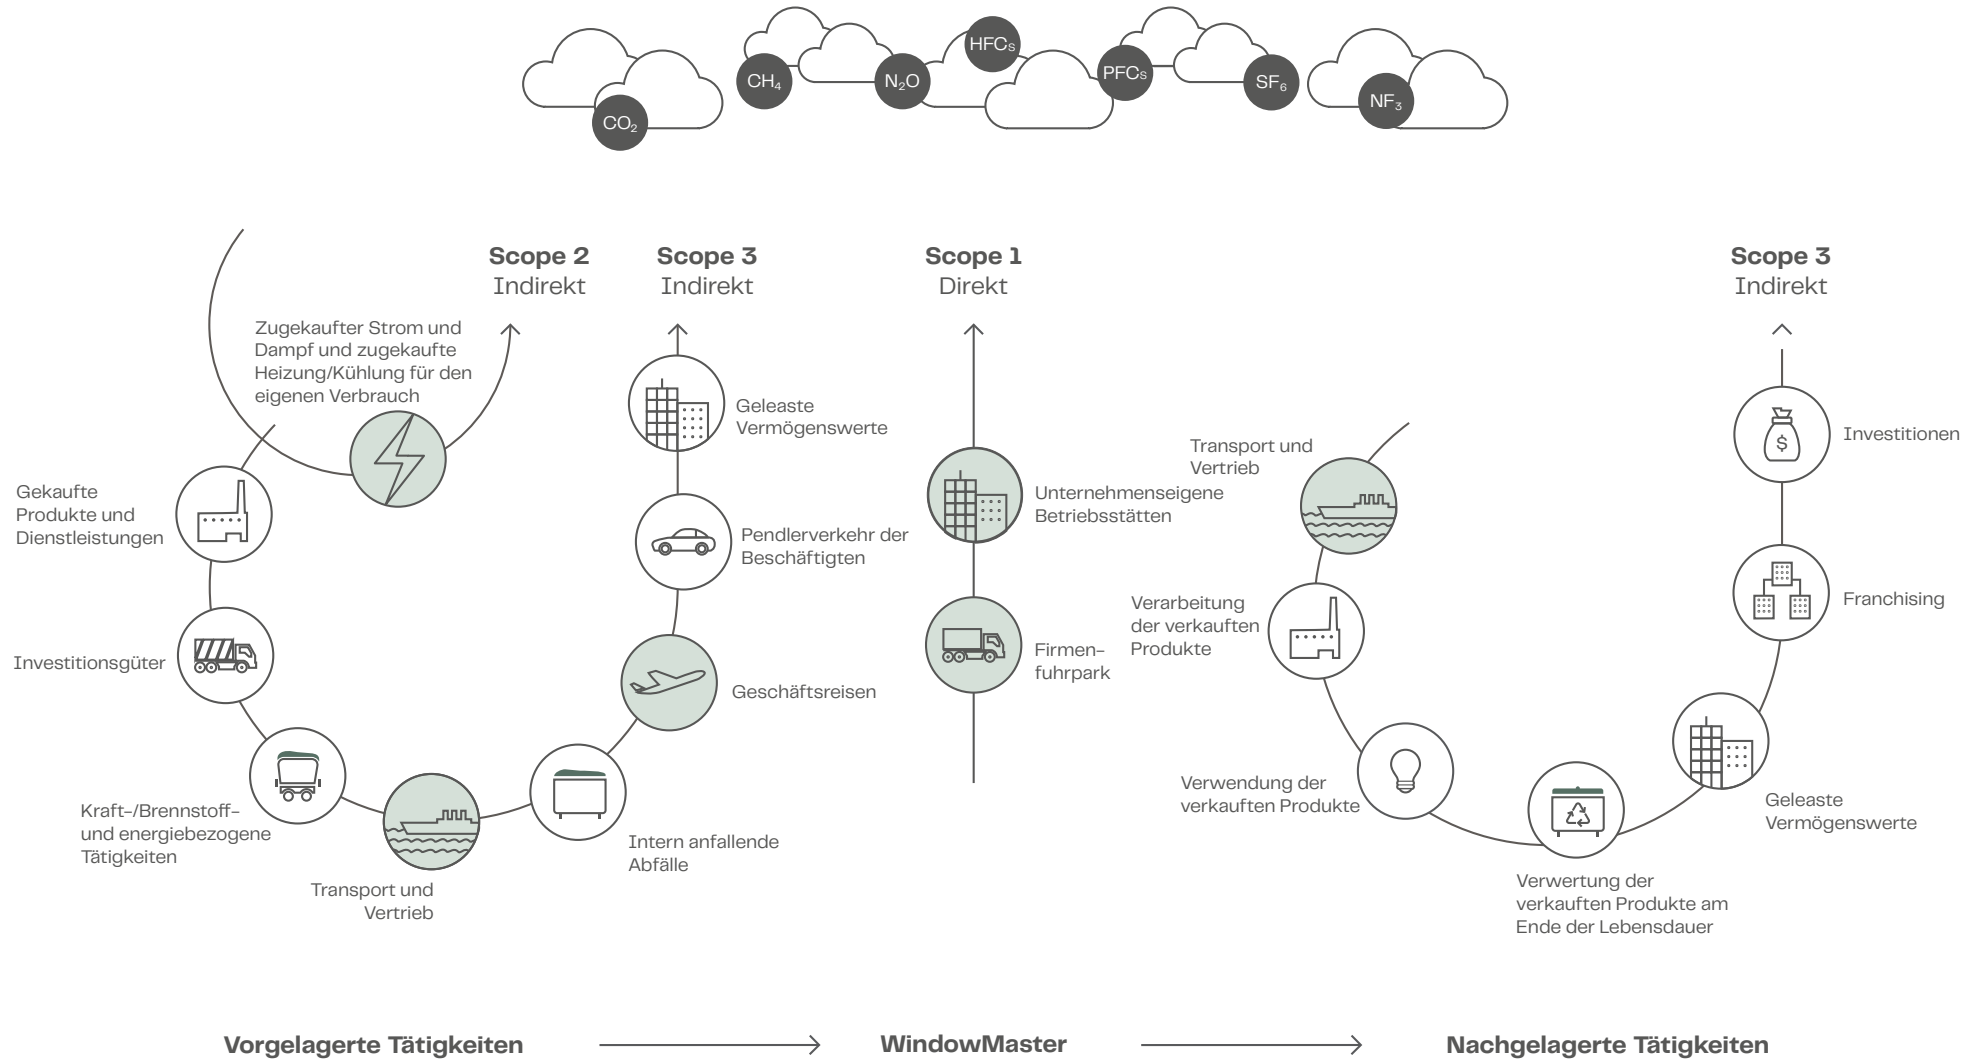 CO₂
CH₄
N₂O
HFCs
PFCs
SF₆
NF₃
Scope 2
Indirekt
Scope 3
Indirekt
Scope 1
Direkt
Scope 3
Indirekt
Zugekaufter Strom und
Dampf und zugekaufte
Heizung/Kühlung für den
eigenen Verbrauch
Gekaufte
Produkte und
Dienstleistungen
Investitionsgüter
Kraft-/Brennstoff-
und energiebezogene
Tätigkeiten
Transport und
Vertrieb
Intern anfallende
Abfälle
Geschäftsreisen
Pendlerverkehr der
Beschäftigten
Geleaste
Vermögenswerte
Unternehmenseigene
Betriebsstätten
Firmen-
fuhrpark
Transport und
Vertrieb
Verarbeitung
der verkauften
Produkte
Verwendung der
verkauften Produkte
Verwertung der
verkauften Produkte am
Ende der Lebensdauer
Geleaste
Vermögenswerte
Franchising
$
Investitionen
Vorgelagerte Tätigkeiten
WindowMaster
Nachgelagerte Tätigkeiten